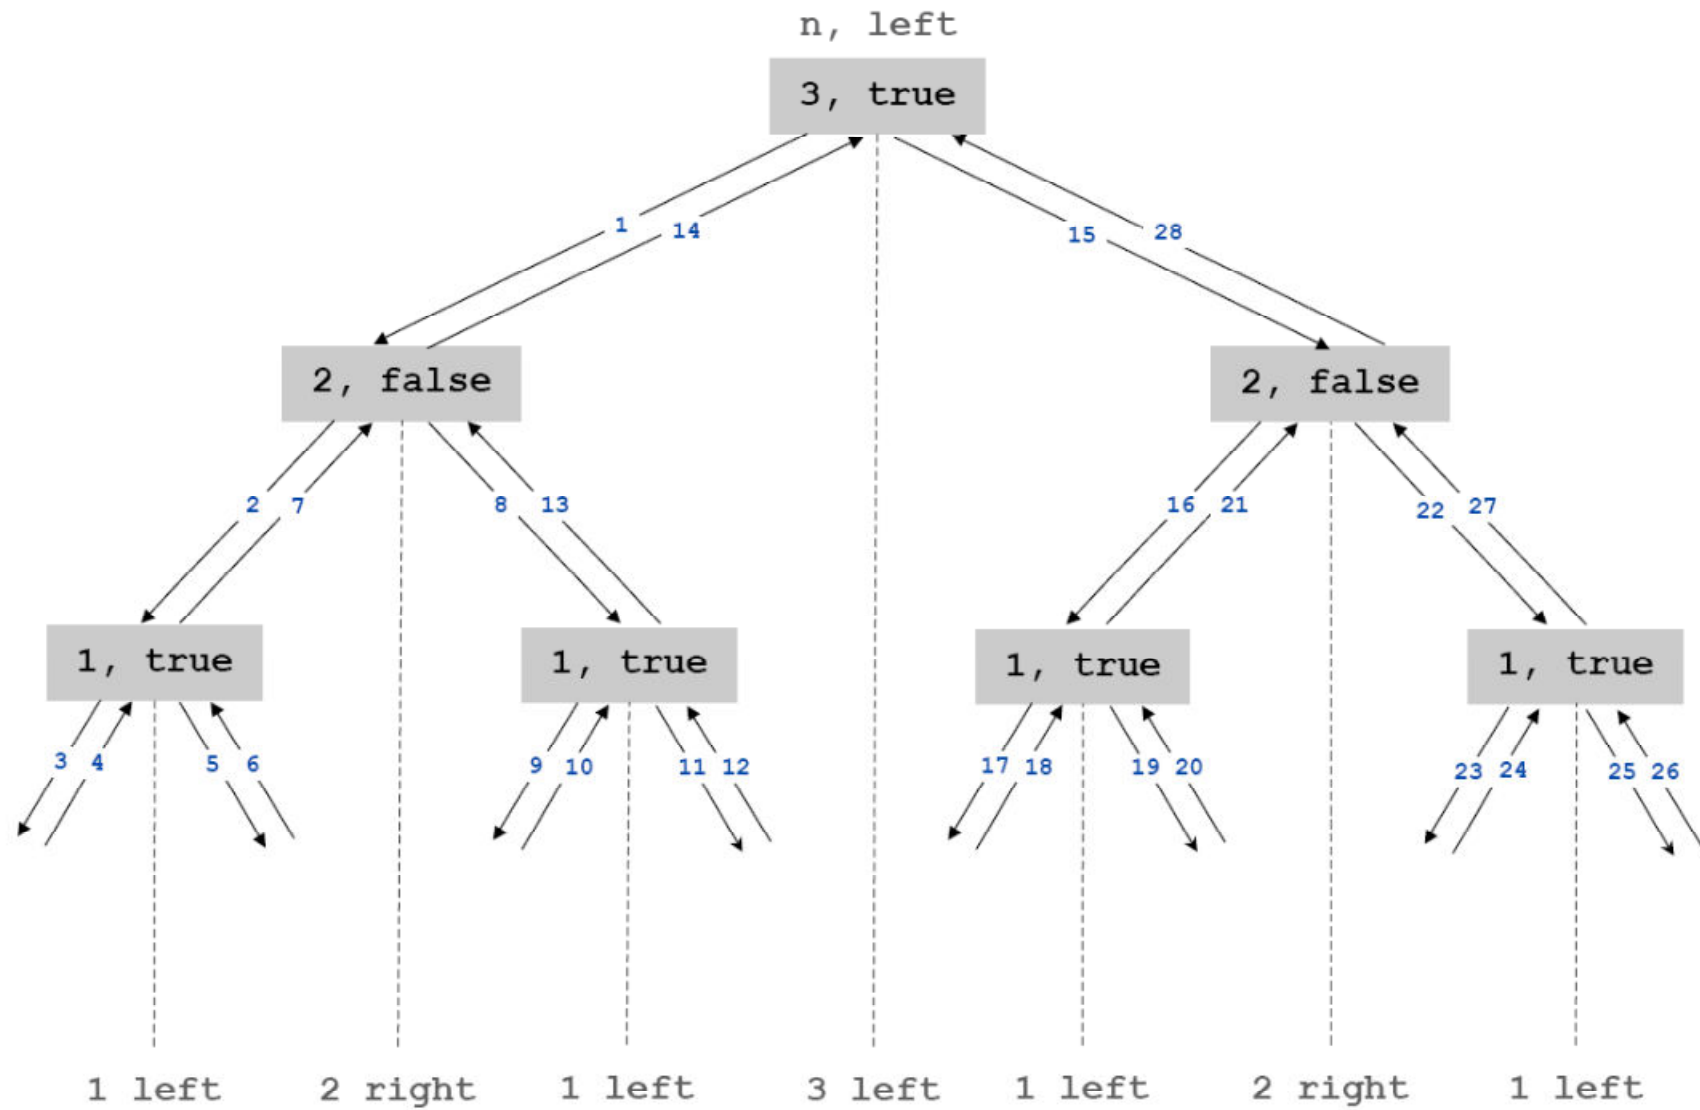 n, left
3, true
1 14 15 28
2, false 2, false
2 7 8 13 16 21 22 27
1, true 1, true 1, true 1, true
3 4 5 6 9 10 11 12 17 18 19 20 23 24 25 26
1 left 2 right 1 left 3 left 1 left 2 right 1 left